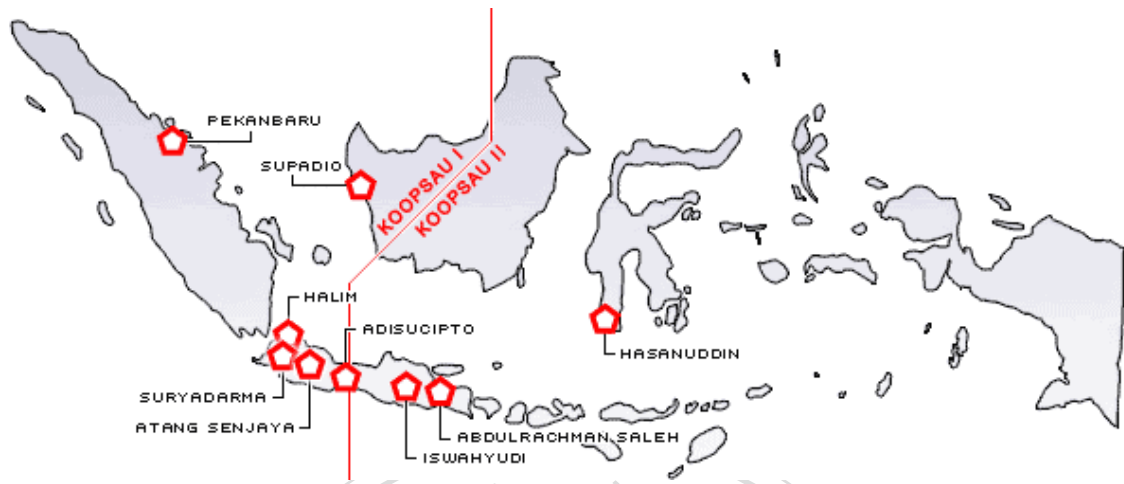 PEKANBARU
SUPADIO
KOOPSAU I
KOOPSAU II
HALIM
ADISUCIPTO
HASANUDDIN
SURYADARMA
ATANG SENJAYA
ABDULRACHMAN SALEH
ISWAHYUDI